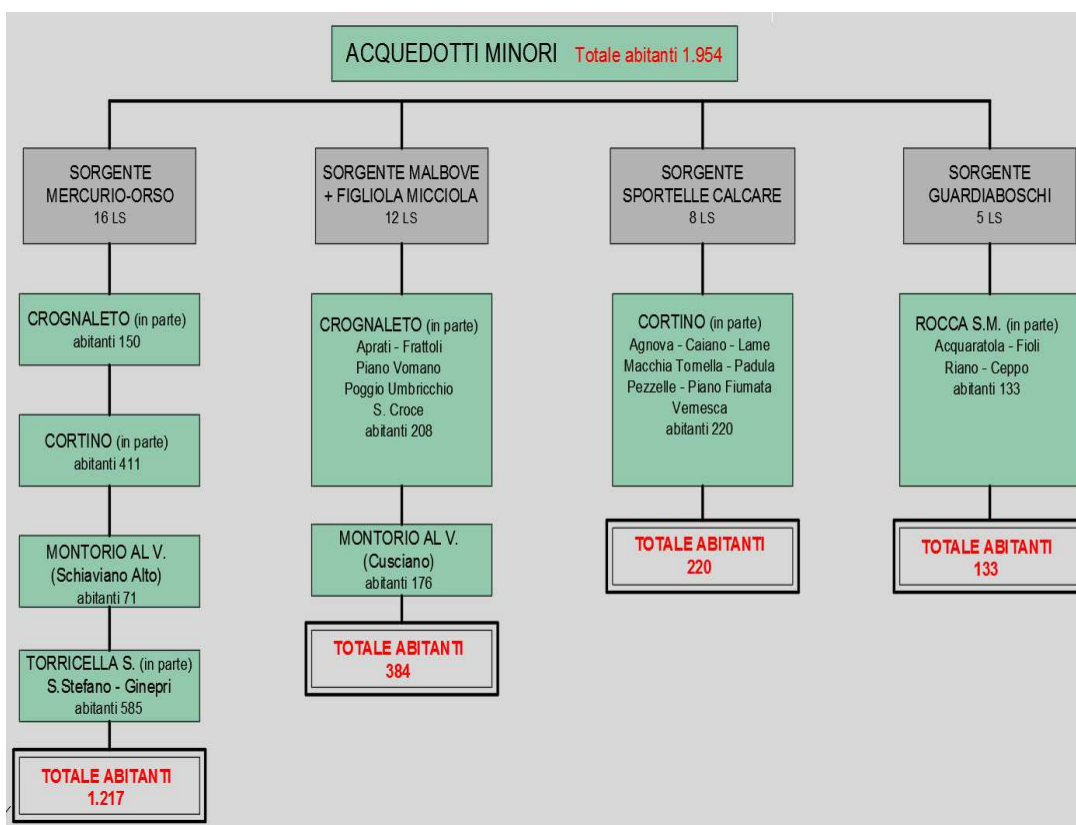 ACQUEDOTTI MINORI Totale abitanti 1.954
SORGENTE
MERCURIO-ORSO
16 LS
CROGNALETO (in parte)
abitanti 150
CORTINO (in parte)
abitanti 411
MONTORIO AL V.
(Schiaviano Alto)
abitanti 71
TORRICELLA S. (in parte)
S.Stefano - Ginepri
abitanti 585
TOTALE ABITANTI
1.217
SORGENTE MALBOVE
+ FIGLIOLA MICCIOLA
12 LS
CROGNALETO (in parte)
Aprati - Frattoli
Piano Vomano
Poggio Umbricchio
S. Croce
abitanti 208
MONTORIO AL V.
(Cusciano)
abitanti 176
TOTALE ABITANTI
384
SORGENTE
SPORTELLE CALCARE
8 LS
CORTINO (in parte)
Agnova - Caiano - Lame
Macchia Tornella - Padula
Pezzelle - Piano Fiumata
Vernesca
abitanti 220
TOTALE ABITANTI
220
SORGENTE
GUARDIABOSCHI
5 LS
ROCCA S.M. (in parte)
Acquaratola - Fioli
Riano - Ceppo
abitanti 133
TOTALE ABITANTI
133